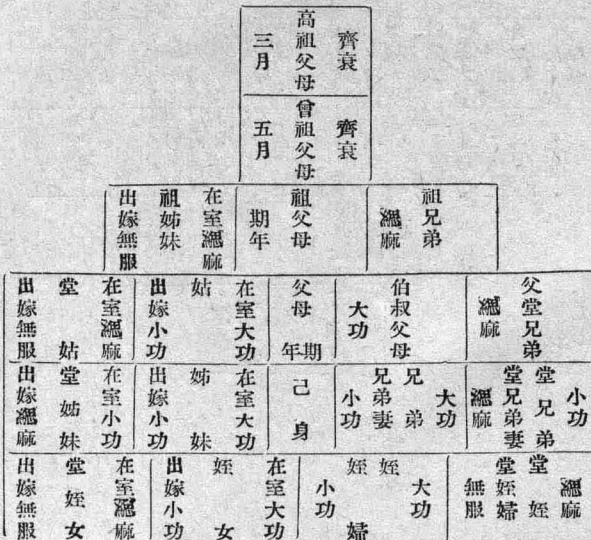 齊衰
高祖父母
三月
齊衰
曾祖父母
五月
祖兄弟
緦麻
祖父母
期年
在室緦麻
祖姊妹
出嫁無服
父堂兄弟
緦麻
伯叔父母
大功
父母
期年
在室大功
姑
出嫁小功
在室緦麻
堂姑
出嫁無服
小功
堂兄弟
堂兄弟妻
緦麻
大功
兄弟
兄弟妻
小功
己身
在室大功
姊妹
出嫁小功
在室小功
堂姊妹
出嫁緦麻
緦麻
堂姪
堂姪婦
無服
大功
姪
姪婦
小功
在室大功
姪女
出嫁小功
在室緦麻
堂姪女
出嫁無服